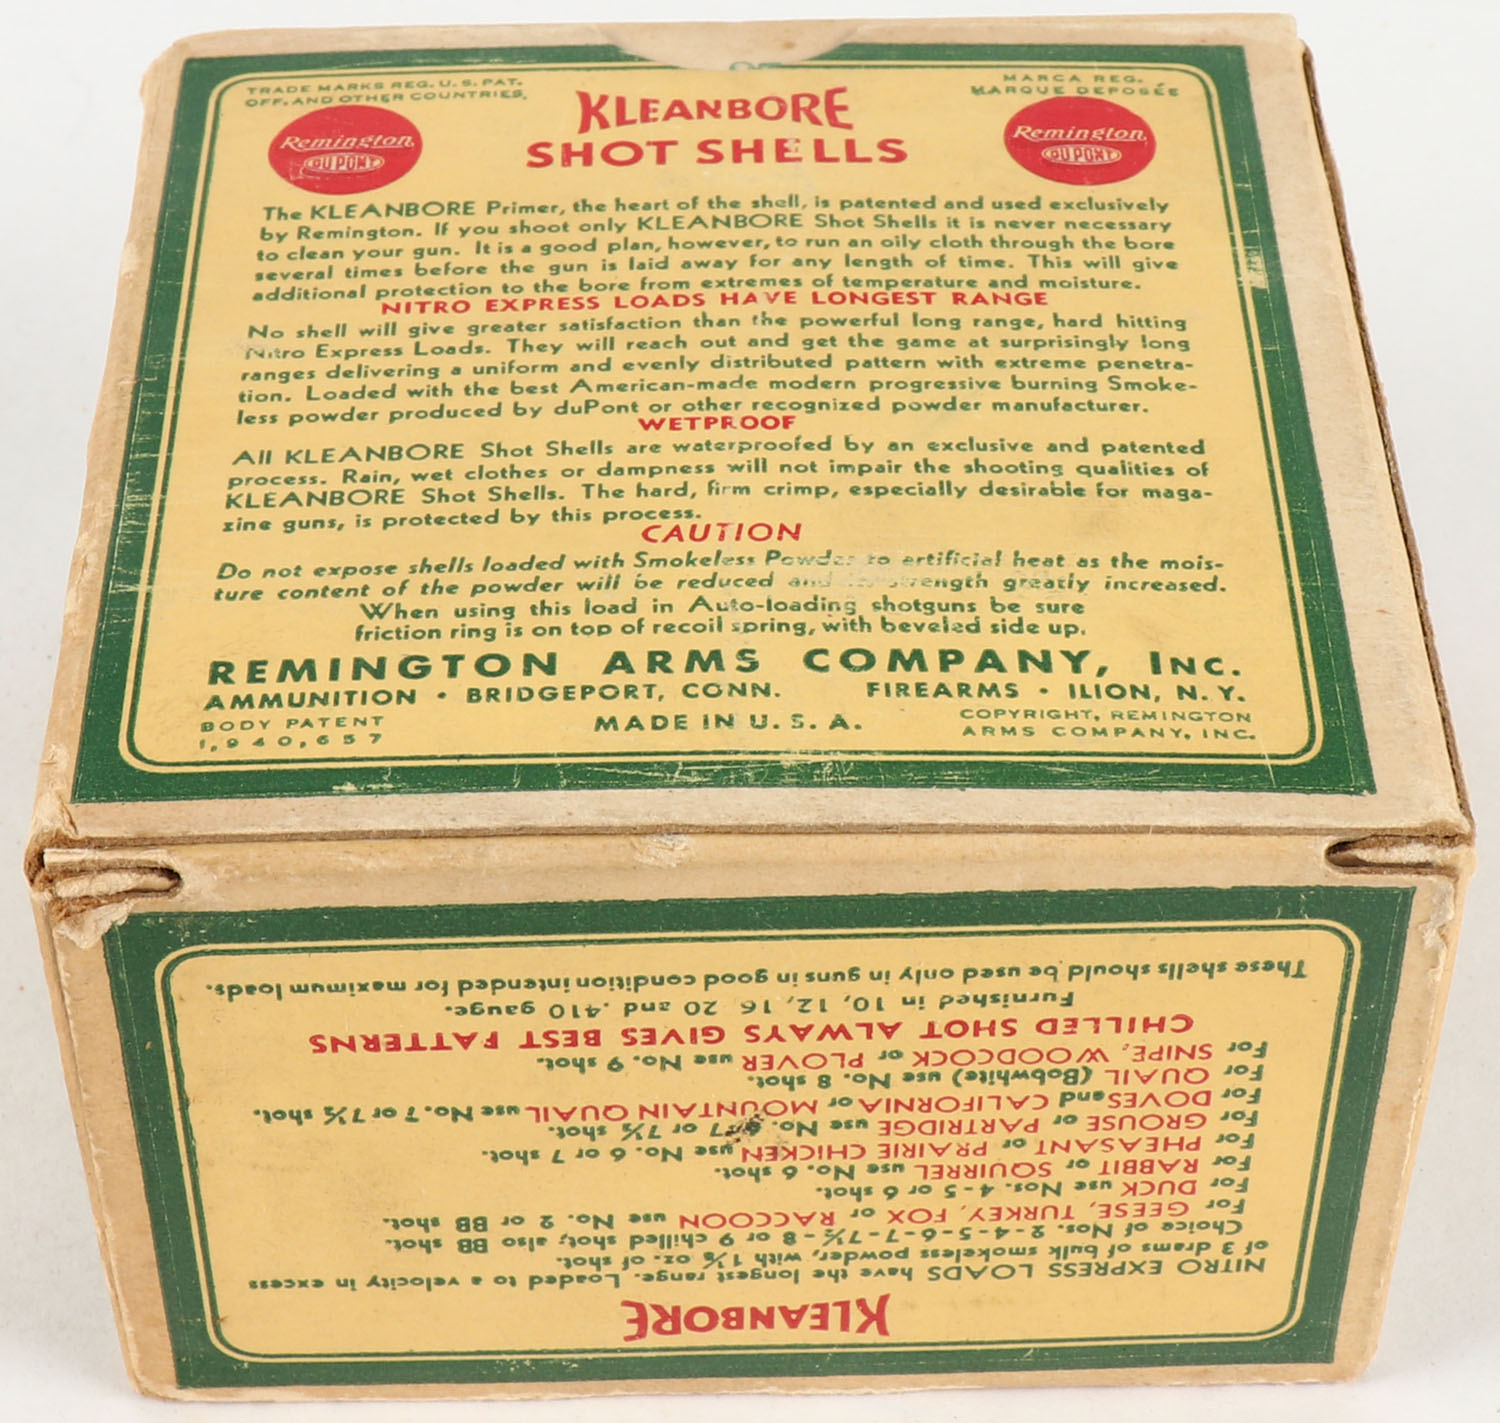 TRADE MARKS REG. U. S. PAT.
OFF. AND OTHER COUNTRIES.
MARCA REG.
MARQUE DEPOSÉE
Remington
DU PONT
Remington
DU PONT
KLEANBORE
SHOT SHELLS
The KLEANBORE Primer, the heart of the shell, is patented and used exclusively
by Remington. If you shoot only KLEANBORE Shot Shells it is never necessary
to clean your gun. It is a good plan, however, to run an oily cloth through the bore
several times before the gun is laid away for any length of time. This will give
additional protection to the bore from extremes of temperature and moisture.
NITRO EXPRESS LOADS HAVE LONGEST RANGE
No shell will give greater satisfaction than the powerful long range, hard hitting
Nitro Express Loads. They will reach out and get the game at surprisingly long
ranges delivering a uniform and evenly distributed pattern with extreme penetra-
tion. Loaded with the best American-made modern progressive burning Smoke-
less powder produced by duPont or other recognized powder manufacturer.
WETPROOF
All KLEANBORE Shot Shells are waterproofed by an exclusive and patented
process. Rain, wet clothes or dampness will not impair the shooting qualities of
KLEANBORE Shot Shells. The hard, firm crimp, especially desirable for maga-
zine guns, is protected by this process.
CAUTION
Do not expose shells loaded with Smokeless Powder to artificial heat as the mois-
ture content of the powder will be reduced and its strength greatly increased.
When using this load in Auto-loading shotguns be sure
friction ring is on top of recoil spring, with beveled side up.
REMINGTON ARMS COMPANY, INC.
AMMUNITION • BRIDGEPORT, CONN. FIREARMS • ILION, N. Y.
BODY PATENT
1,940,657
MADE IN U. S. A.
COPYRIGHT, REMINGTON
ARMS COMPANY, INC.
KLEANBORE
NITRO EXPRESS LOADS have the longest range. Loaded to a velocity in excess
of 3 drams of bulk smokeless powder, with 1⅛ oz. of shot.
Choice of Nos. 2-4-5-6-7-7½-8 or 9 chilled shot, also BB shot.
For GEESE, TURKEY, FOX or RACCOON use No. 2 or BB shot.
For DUCK use Nos. 4-5 or 6 shot.
For RABBIT or SQUIRREL use No. 6 shot.
For PHEASANT or PRAIRIE CHICKEN use No. 6 or 7 shot.
For GROUSE or PARTRIDGE use No. 6-7 or 7½ shot.
For DOVES and CALIFORNIA or MOUNTAIN QUAIL use No. 7 or 7½ shot.
For QUAIL (Bobwhite) use No. 8 shot.
For SNIPE, WOODCOCK or PLOVER use No. 9 shot.
CHILLED SHOT ALWAYS GIVES BEST PATTERNS
Furnished in 10, 12, 16, 20 and .410 gauge.
These shells should be used only in guns in good condition intended for maximum loads.